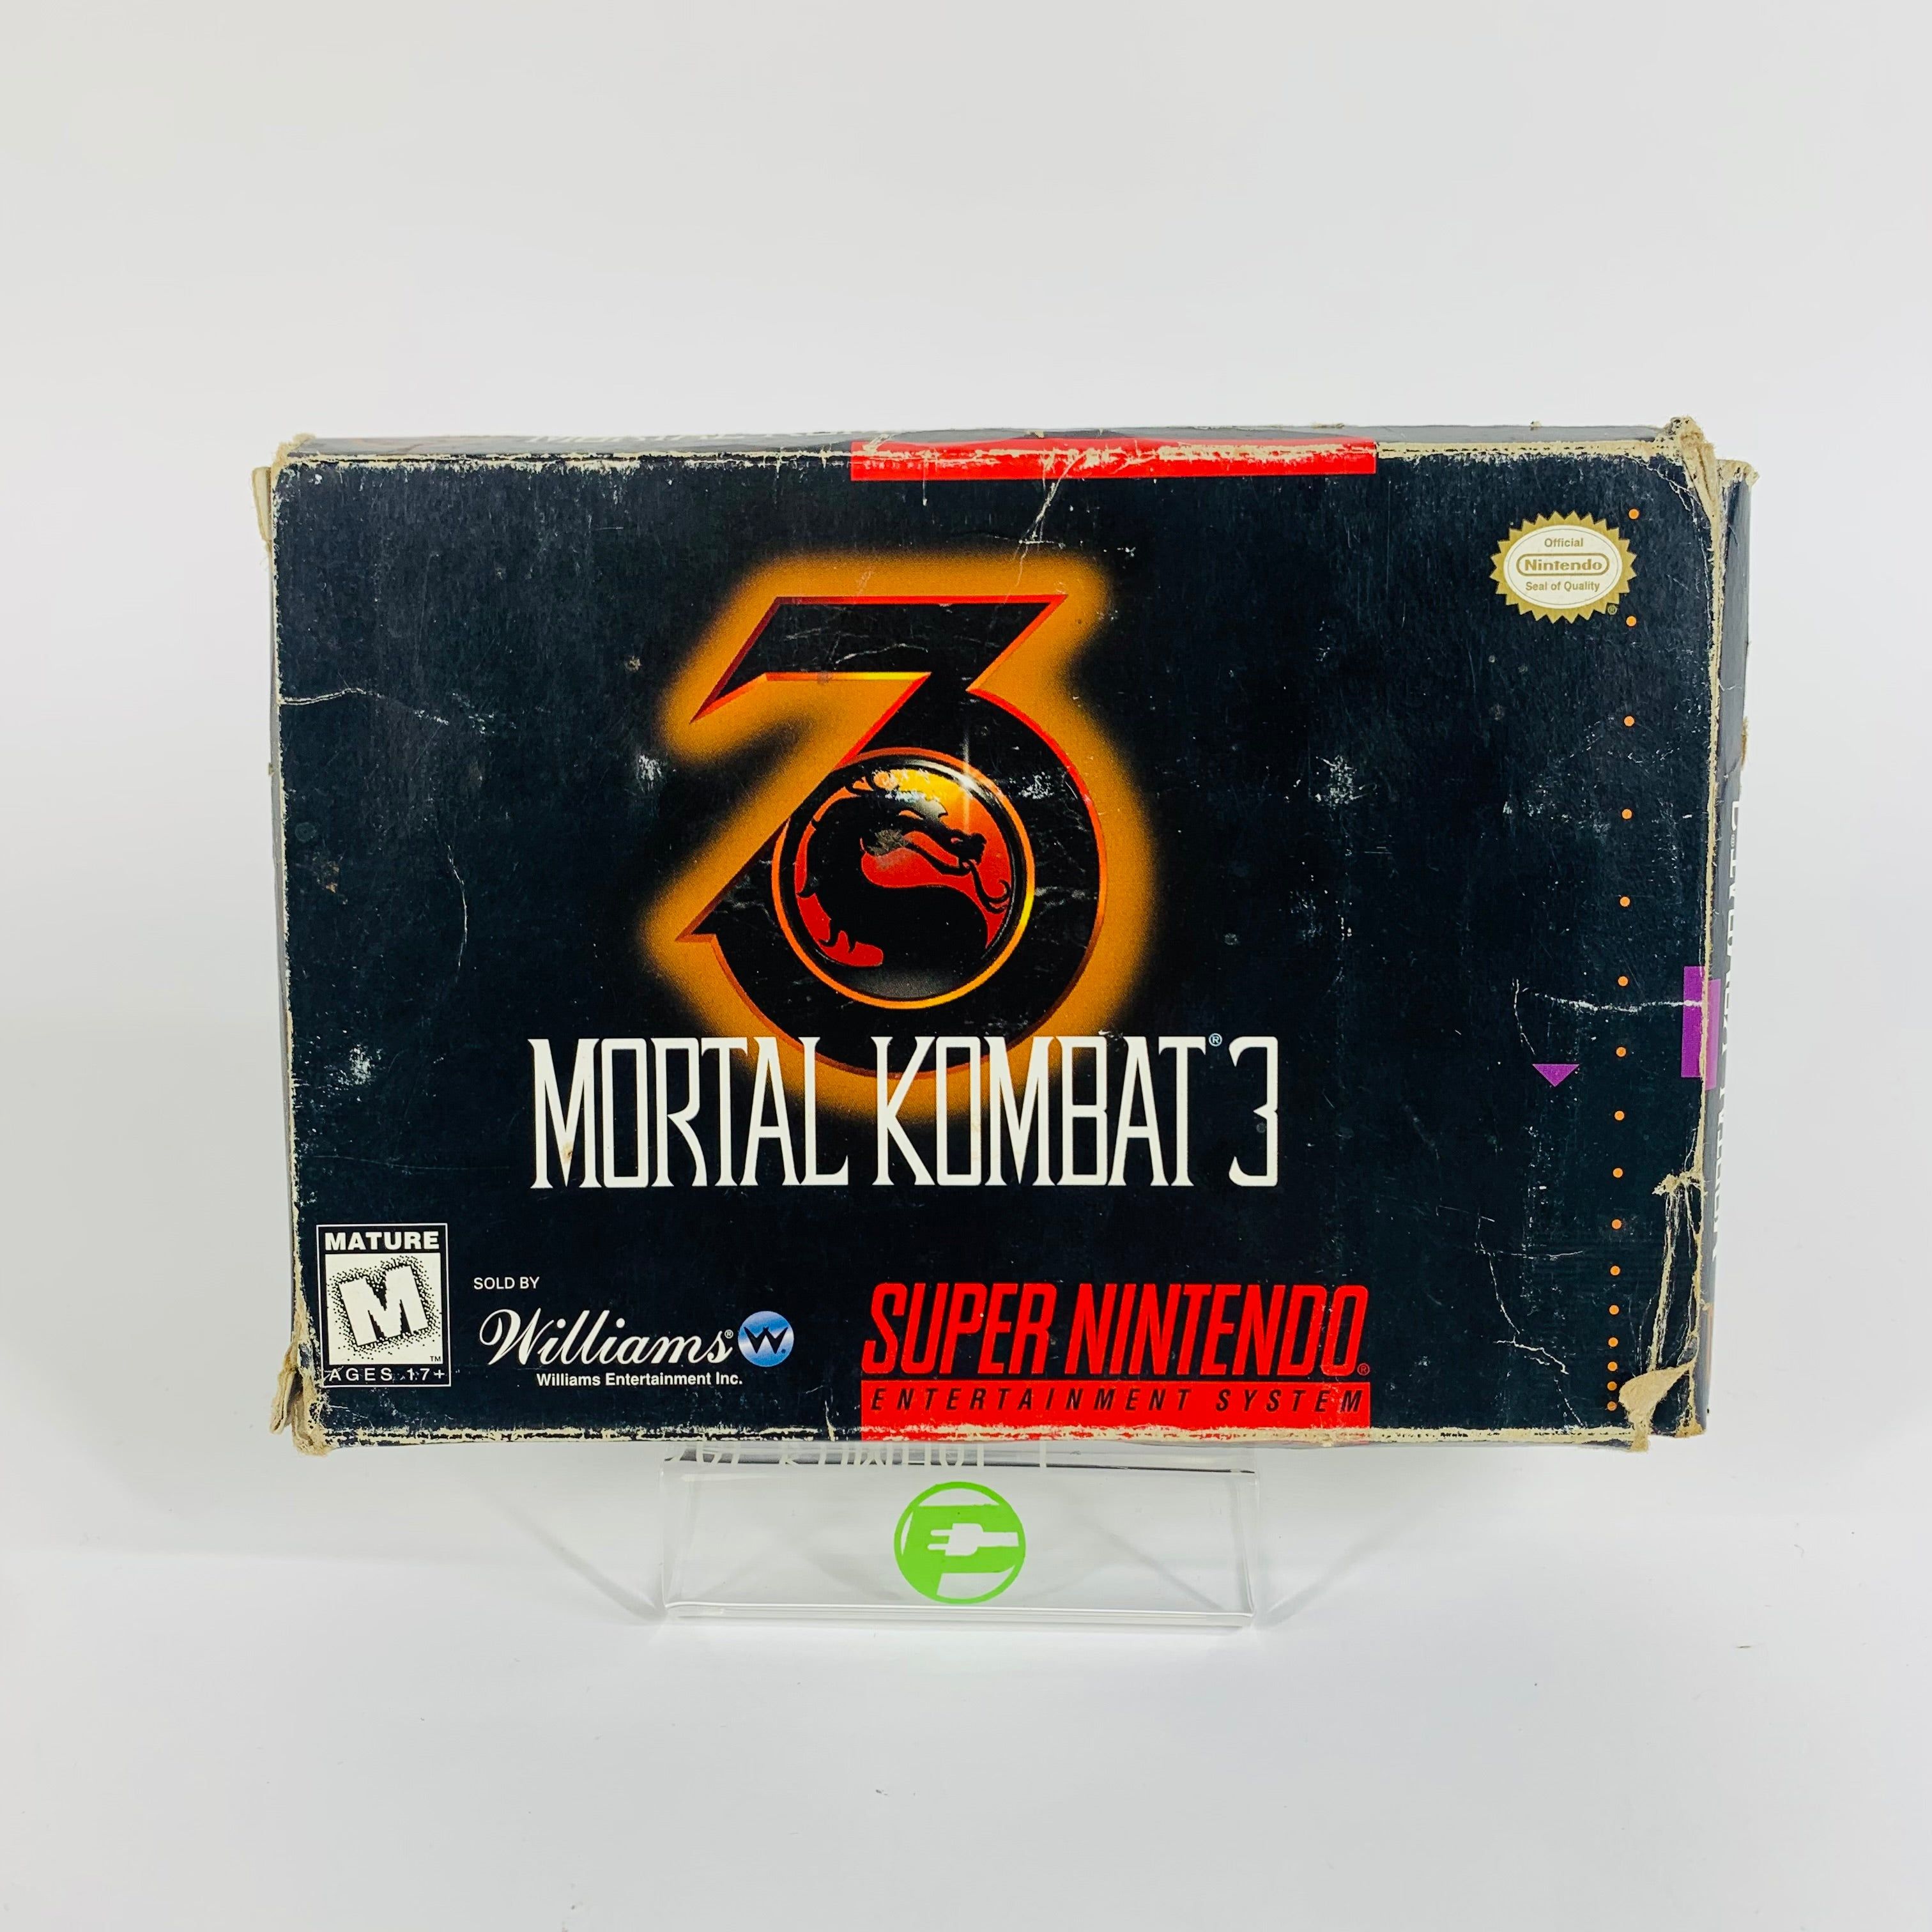 Official
Nintendo
Seal of Quality
®
MORTAL KOMBAT® 3
MATURE
M
™
AGES 17+
SOLD BY
Williams®
W
Williams Entertainment Inc.
SUPER NINTENDO®
ENTERTAINMENT SYSTEM